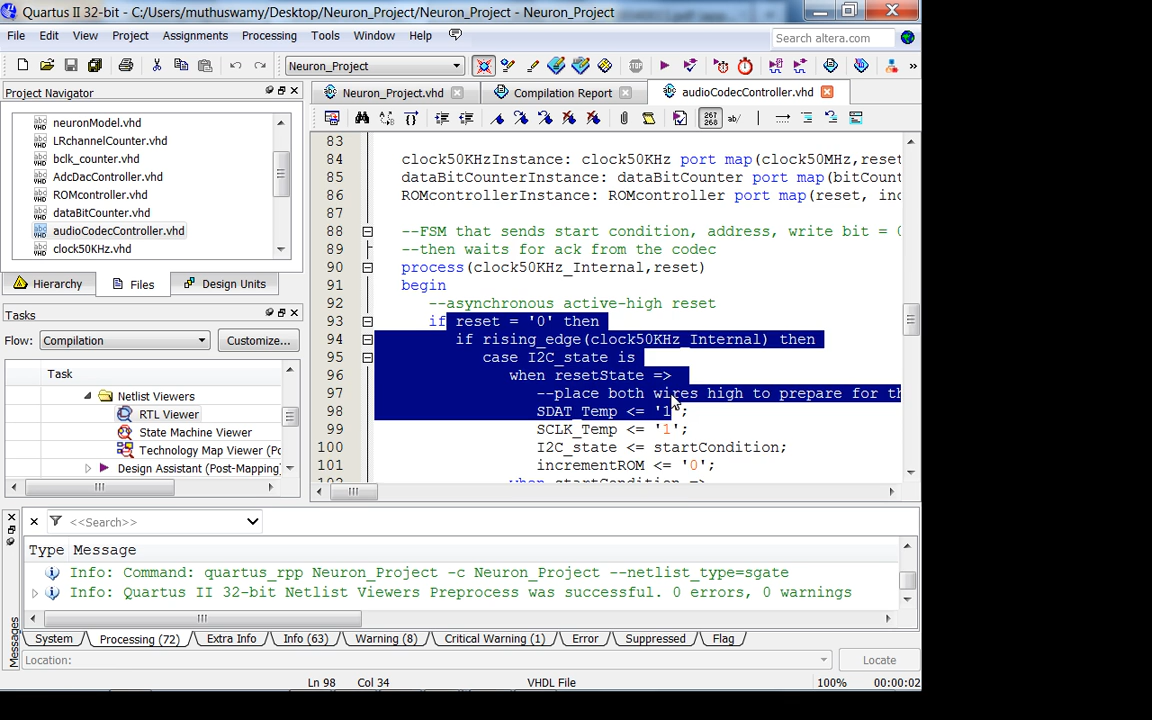 Quartus II 32-bit - C:/Users/muthuswamy/Desktop/Neuron_Project/Neuron_Project - Neuron_Project
File Edit View Project Assignments Processing Tools Window Help
Search altera.com
Neuron_Project
Project Navigator
neuronModel.vhd
LRchannelCounter.vhd
bclk_counter.vhd
AdcDacController.vhd
ROMcontroller.vhd
dataBitCounter.vhd
audioCodecController.vhd
clock50KHz.vhd
Hierarchy Files Design Units
Tasks
Flow: Compilation Customize...
Task
Netlist Viewers
RTL Viewer
State Machine Viewer
Technology Map Viewer (Po
Design Assistant (Post-Mapping)
Neuron_Project.vhd Compilation Report audioCodecController.vhd
83
84 clock50KHzInstance: clock50KHz port map(clock50MHz,reset
85 dataBitCounterInstance: dataBitCounter port map(bitCount
86 ROMcontrollerInstance: ROMcontroller port map(reset, inc
87
88 --FSM that sends start condition, address, write bit = 0
89 --then waits for ack from the codec
90 process(clock50KHz_Internal,reset)
91 begin
92 --asynchronous active-high reset
93 if reset = '0' then
94 if rising_edge(clock50KHz_Internal) then
95 case I2C_state is
96 when resetState =>
97 --place both wires high to prepare for th
98 SDAT_Temp <= '1';
99 SCLK_Temp <= '1';
100 I2C_state <= startCondition;
101 incrementROM <= '0';
when startCondition =>
<<Search>>
Type Message
Info: Command: quartus_rpp Neuron_Project -c Neuron_Project --netlist_type=sgate
Info: Quartus II 32-bit Netlist Viewers Preprocess was successful. 0 errors, 0 warnings
Messages
System Processing (72) Extra Info Info (63) Warning (8) Critical Warning (1) Error Suppressed Flag
Location: Locate
Ln 98 Col 34 VHDL File 100% 00:00:02